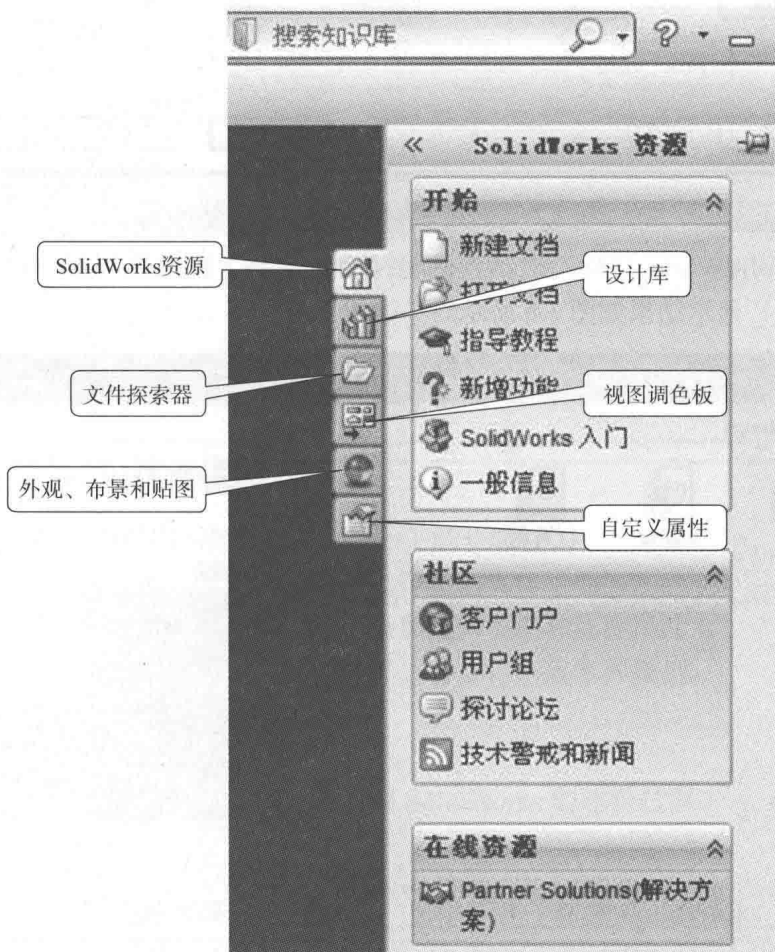 搜索知识库
SolidWorks 资源
开始
新建文档
打开文档
指导教程
新增功能
SolidWorks 入门
一般信息
社区
客户门户
用户组
探讨论坛
技术警戒和新闻
在线资源
Partner Solutions(解决方
案)
SolidWorks资源
设计库
文件探索器
视图调色板
外观、布景和贴图
自定义属性